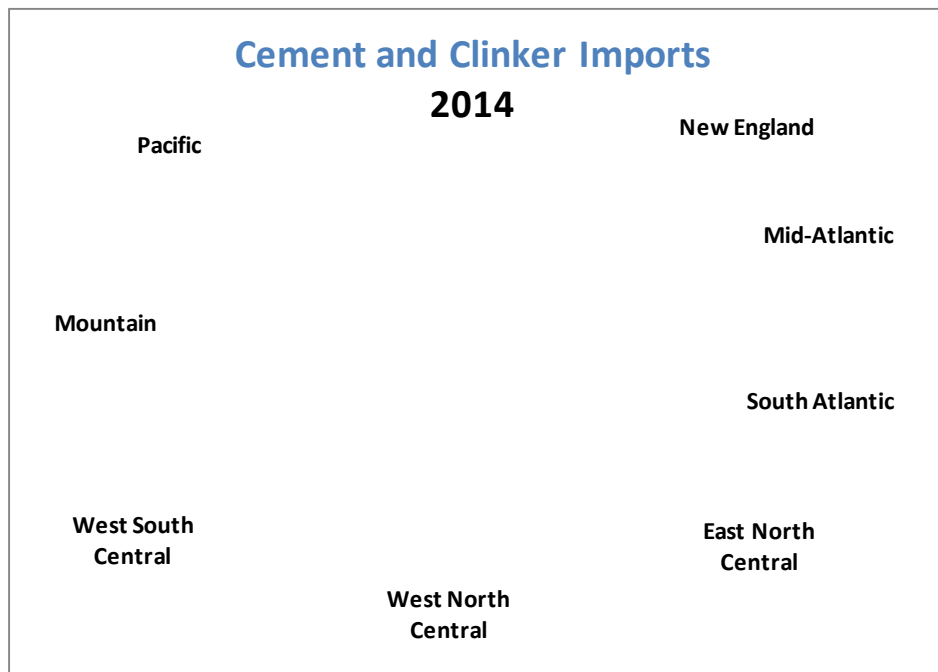 Cement and Clinker Imports
2014
New England
Pacific
Mid-Atlantic
Mountain
South Atlantic
West South
Central
East North
Central
West North
Central